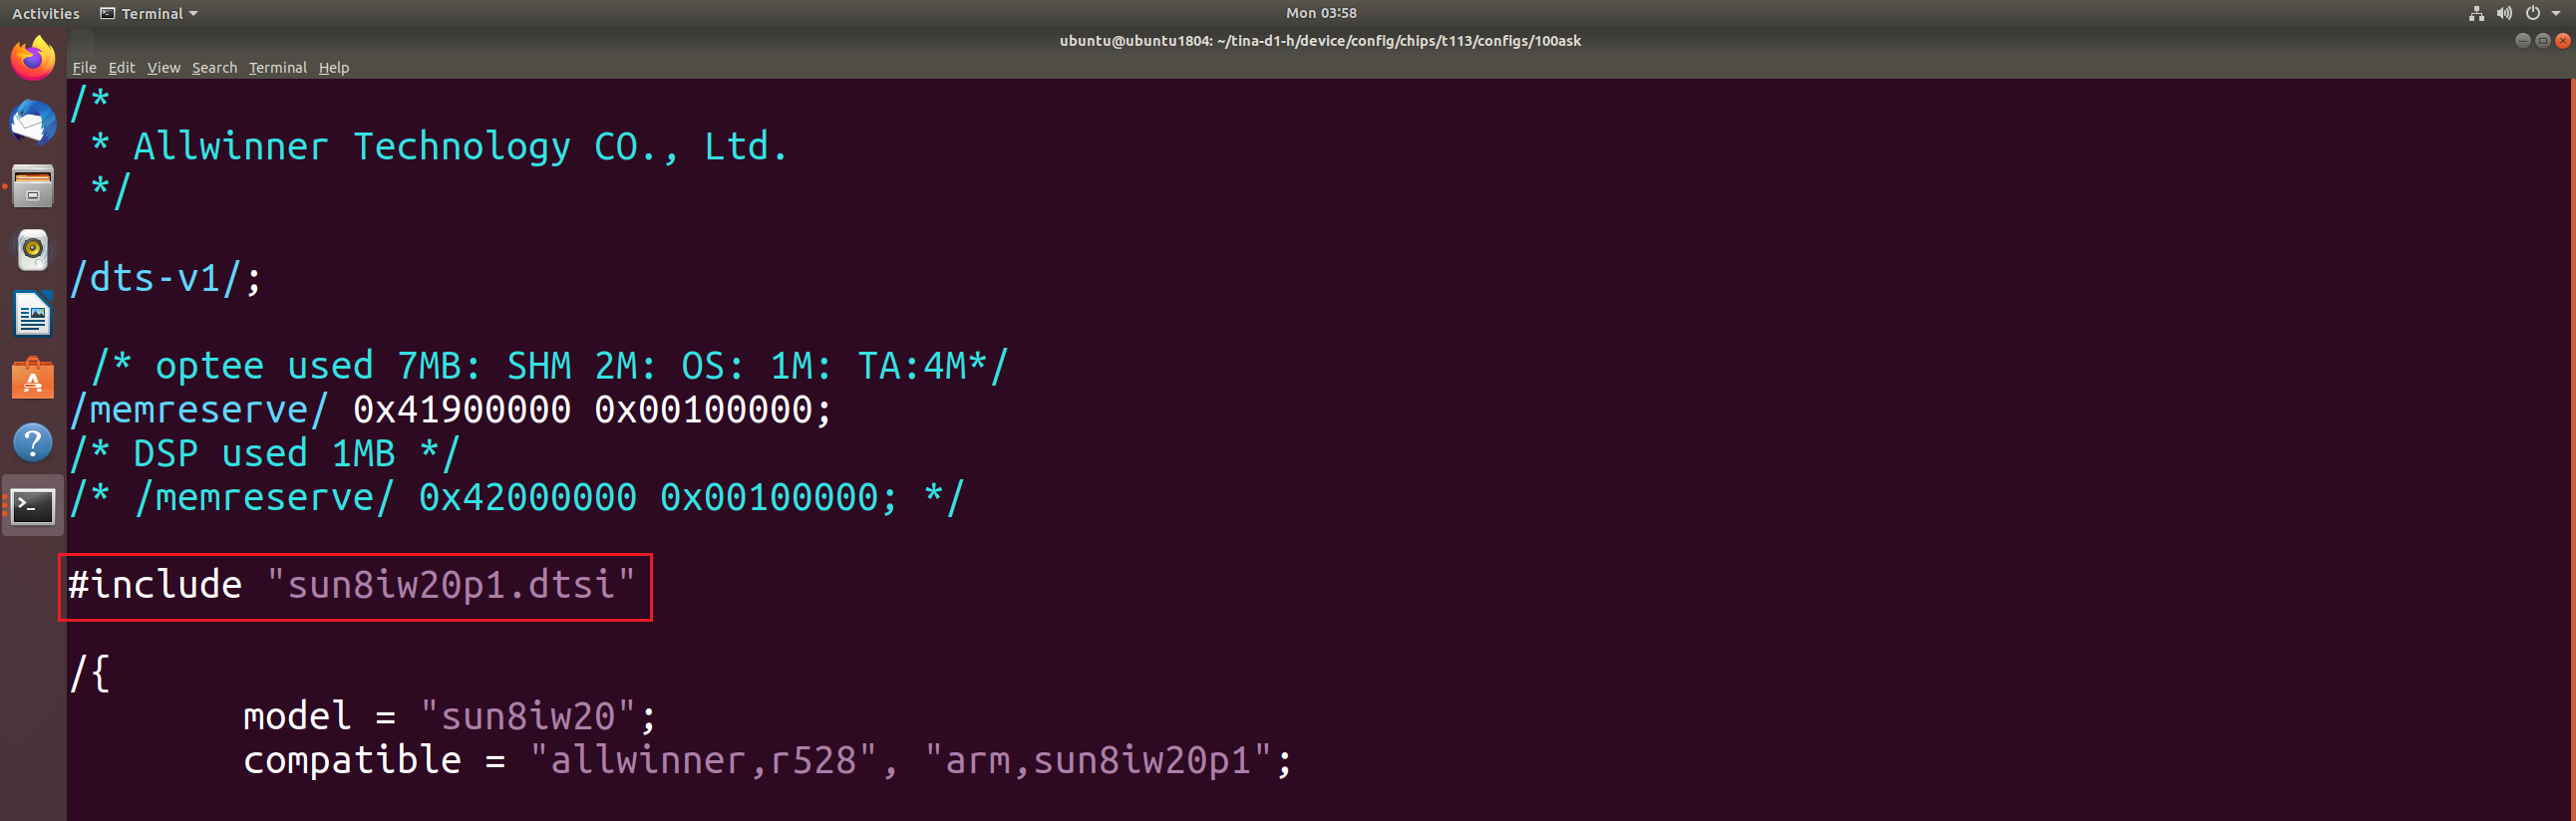 Activities Terminal Mon 03:58
ubuntu@ubuntu1804: ~/tina-d1-h/device/config/chips/t113/configs/100ask
File Edit View Search Terminal Help
/*
 * Allwinner Technology CO., Ltd.
 */
/dts-v1/;
 /* optee used 7MB: SHM 2M: OS: 1M: TA:4M*/
/memreserve/ 0x41900000 0x00100000;
/* DSP used 1MB */
/* /memreserve/ 0x42000000 0x00100000; */
#include "sun8iw20p1.dtsi"
/{
        model = "sun8iw20";
        compatible = "allwinner,r528", "arm,sun8iw20p1";